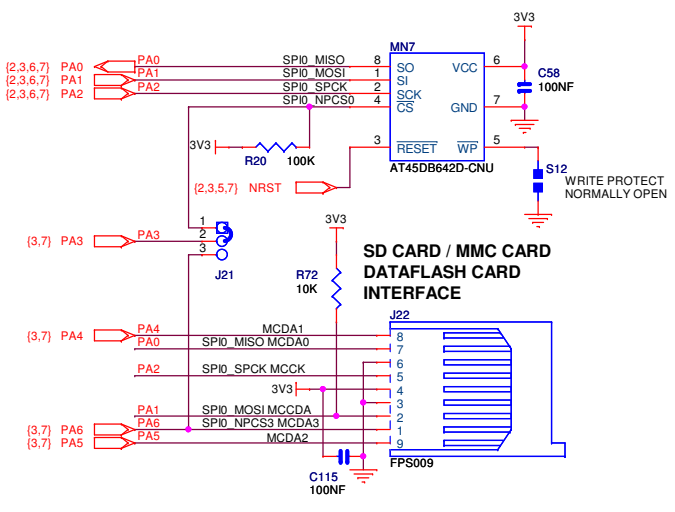 3V3
MN7
{2,3,6,7} PA0 PA0 SPI0_MISO 8 SO VCC 6
{2,3,6,7} PA1 PA1 SPI0_MOSI 1 SI
{2,3,6,7} PA2 PA2 SPI0_SPCK 2 SCK
SPI0_NPCS0 4 CS GND 7
C58
100NF
3V3 R20 100K
3 RESET WP 5
AT45DB642D-CNU
S12
WRITE PROTECT
NORMALLY OPEN
{2,3,5,7} NRST
3V3
1
{3,7} PA3 PA3 2
3
J21
SD CARD / MMC CARD
DATAFLASH CARD
INTERFACE
R72
10K
J22
{3,7} PA4 PA4 MCDA1 8
PA0 SPI0_MISO MCDA0 7
6
PA2 SPI0_SPCK MCCK 5
3V3 4
3
PA1 SPI0_MOSI MCCDA 2
{3,7} PA6 PA6 SPI0_NPCS3 MCDA3 1
{3,7} PA5 PA5 MCDA2 9
FPS009
C115
100NF